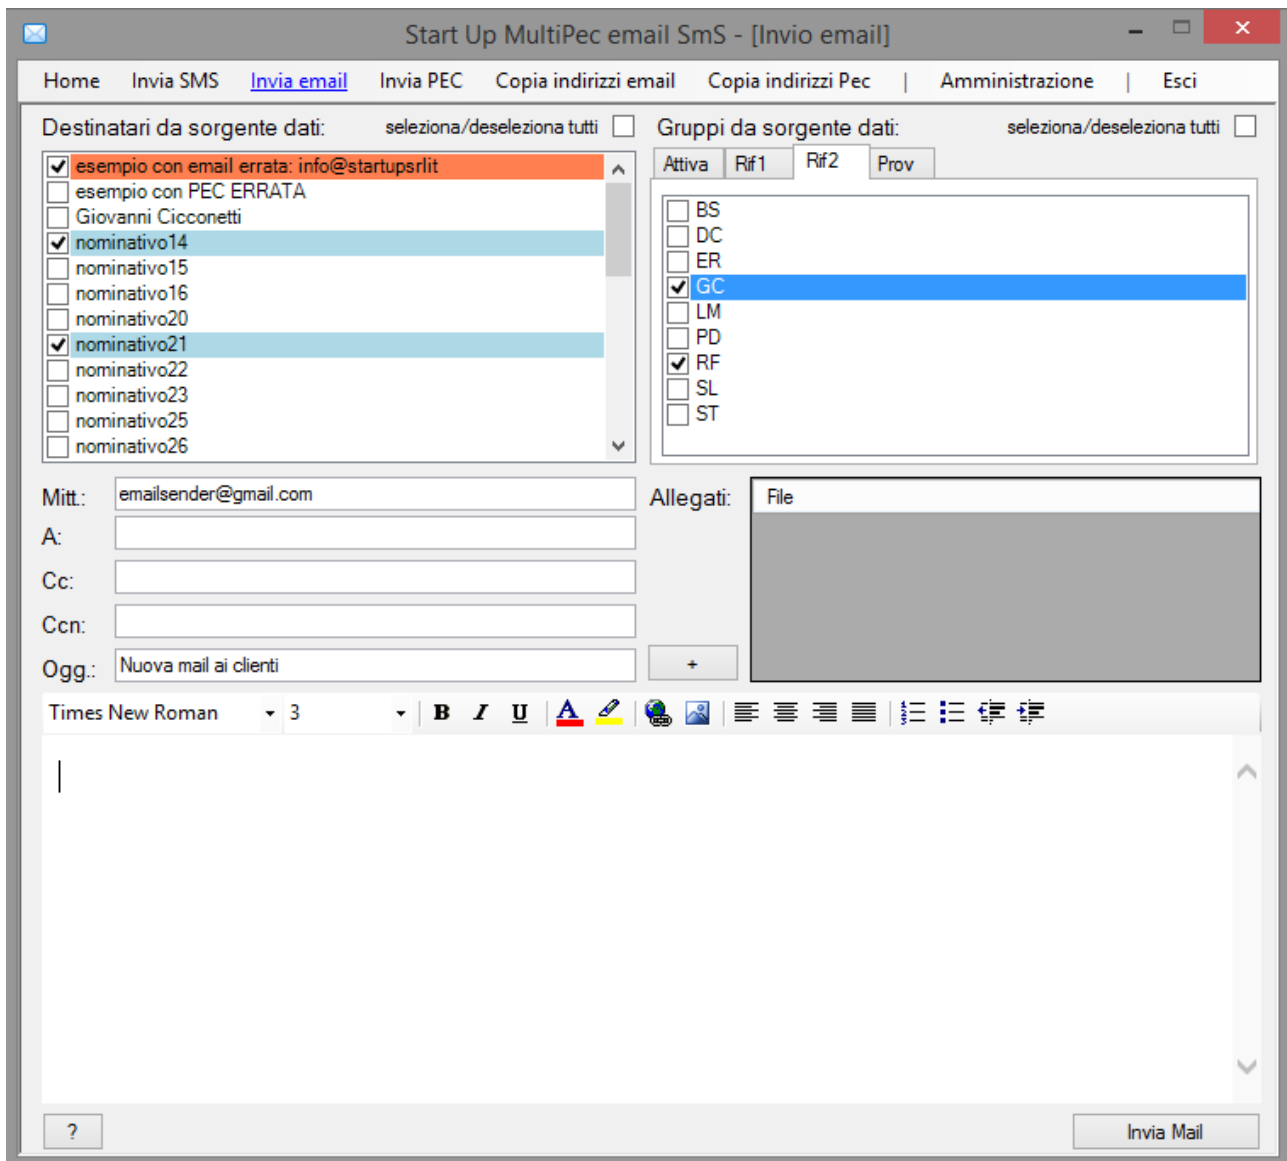 Start Up MultiPec email SmS - [Invio email]
Home Invia SMS Invia email Invia PEC Copia indirizzi email Copia indirizzi Pec | Amministrazione | Esci
Destinatari da sorgente dati: seleziona/deseleziona tutti
esempio con email errata: info@startupsrlit
esempio con PEC ERRATA
Giovanni Cicconetti
nominativo14
nominativo15
nominativo16
nominativo20
nominativo21
nominativo22
nominativo23
nominativo25
nominativo26
Gruppi da sorgente dati: seleziona/deseleziona tutti
Attiva Rif1 Rif2 Prov
BS
DC
ER
GC
LM
PD
RF
SL
ST
Mitt.: emailsender@gmail.com
A:
Cc:
Ccn:
Ogg.: Nuova mail ai clienti
Allegati: File
+
Times New Roman 3 B I U A
? Invia Mail